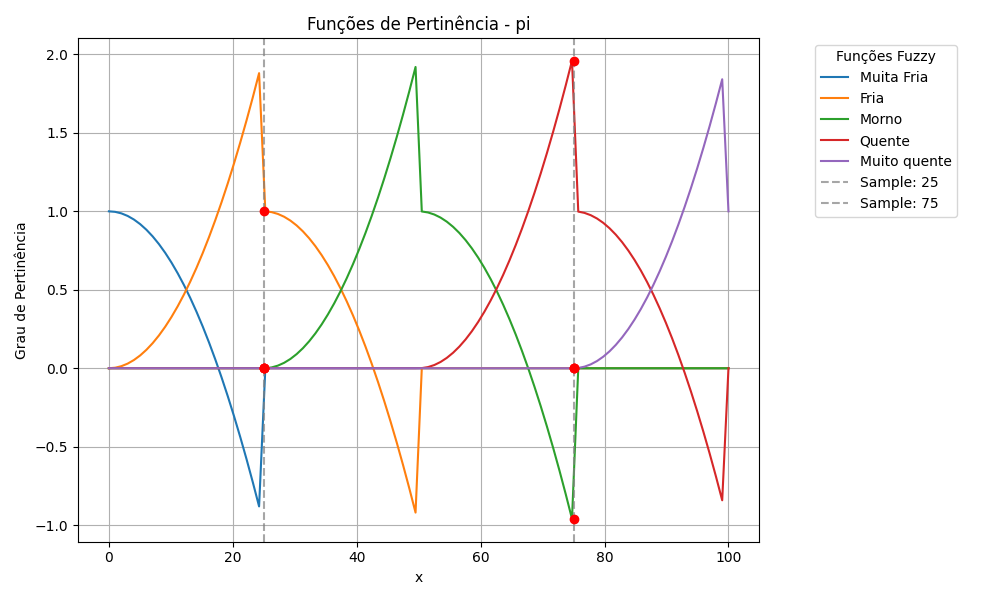 Funções de Pertinência - pi
Grau de Pertinência
2.0
1.5
1.0
0.5
0.0
−0.5
−1.0
0
20
40
60
80
100
x
Funções Fuzzy
Muita Fria
Fria
Morno
Quente
Muito quente
Sample: 25
Sample: 75